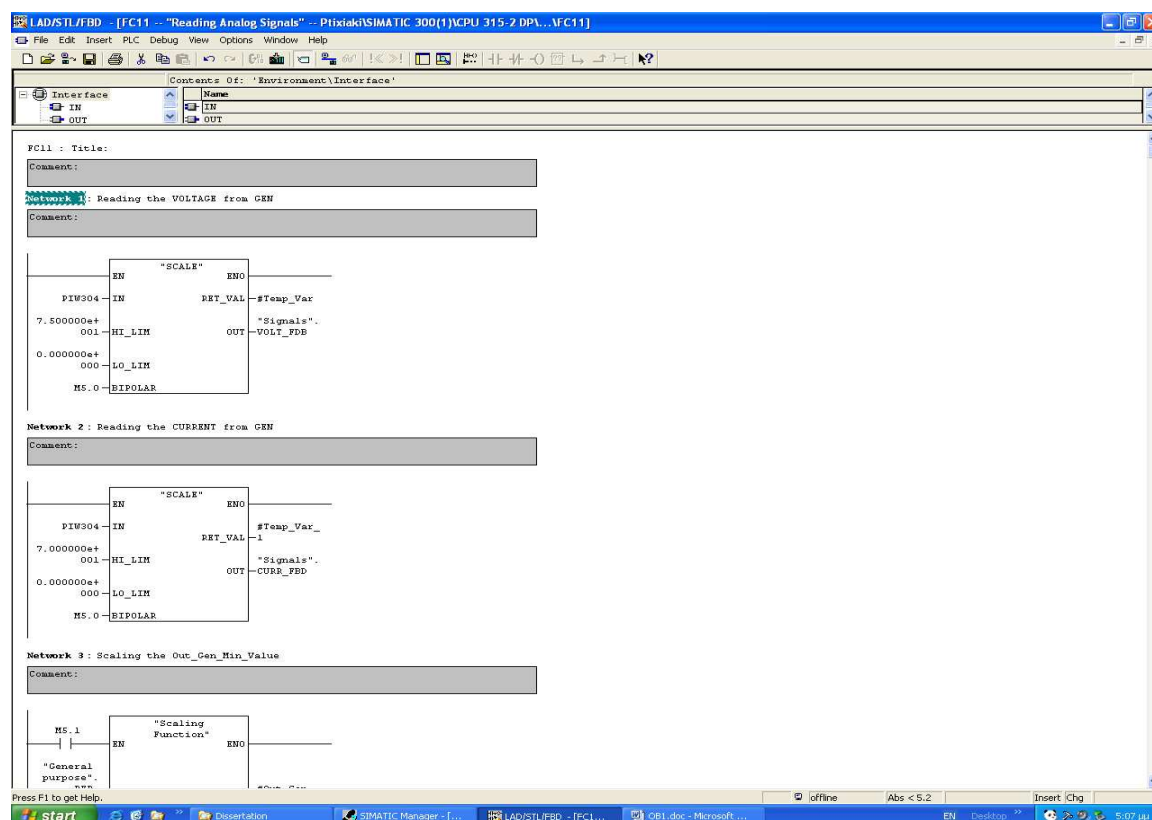 LAD/STL/FBD - [FC11 -- "Reading Analog Signals" -- Ptixiaki\SIMATIC 300(1)\CPU 315-2 DP\...\FC11]
File Edit Insert PLC Debug View Options Window Help
Contents Of: 'Environment\Interface'
Interface
IN
OUT
Name
IN
OUT
FC11 : Title:
Comment:
Network 1: Reading the VOLTAGE from GEN
Comment:
"SCALE"
EN ENO
PIW304 IN RET_VAL #Temp_Var
7.500000e+ "Signals".
001 HI_LIM OUT VOLT_FDB
0.000000e+
000 LO_LIM
M5.0 BIPOLAR
Network 2 : Reading the CURRENT from GEN
Comment:
"SCALE"
EN ENO
PIW304 IN #Temp_Var_
RET_VAL 1
7.000000e+
001 HI_LIM "Signals".
OUT CURR_FBD
0.000000e+
000 LO_LIM
M5.0 BIPOLAR
Network 3 : Scaling the Out_Gen_Min_Value
Comment:
"Scaling
M5.1 Function"
EN ENO
"General
purpose".
Press F1 to get Help. offline Abs < 5.2 Insert Chg
start Dissertation SIMATIC Manager - [... LAD/STL/FBD - [FC1... OB1.doc - Microsoft ... EN Desktop 5:07 μμ